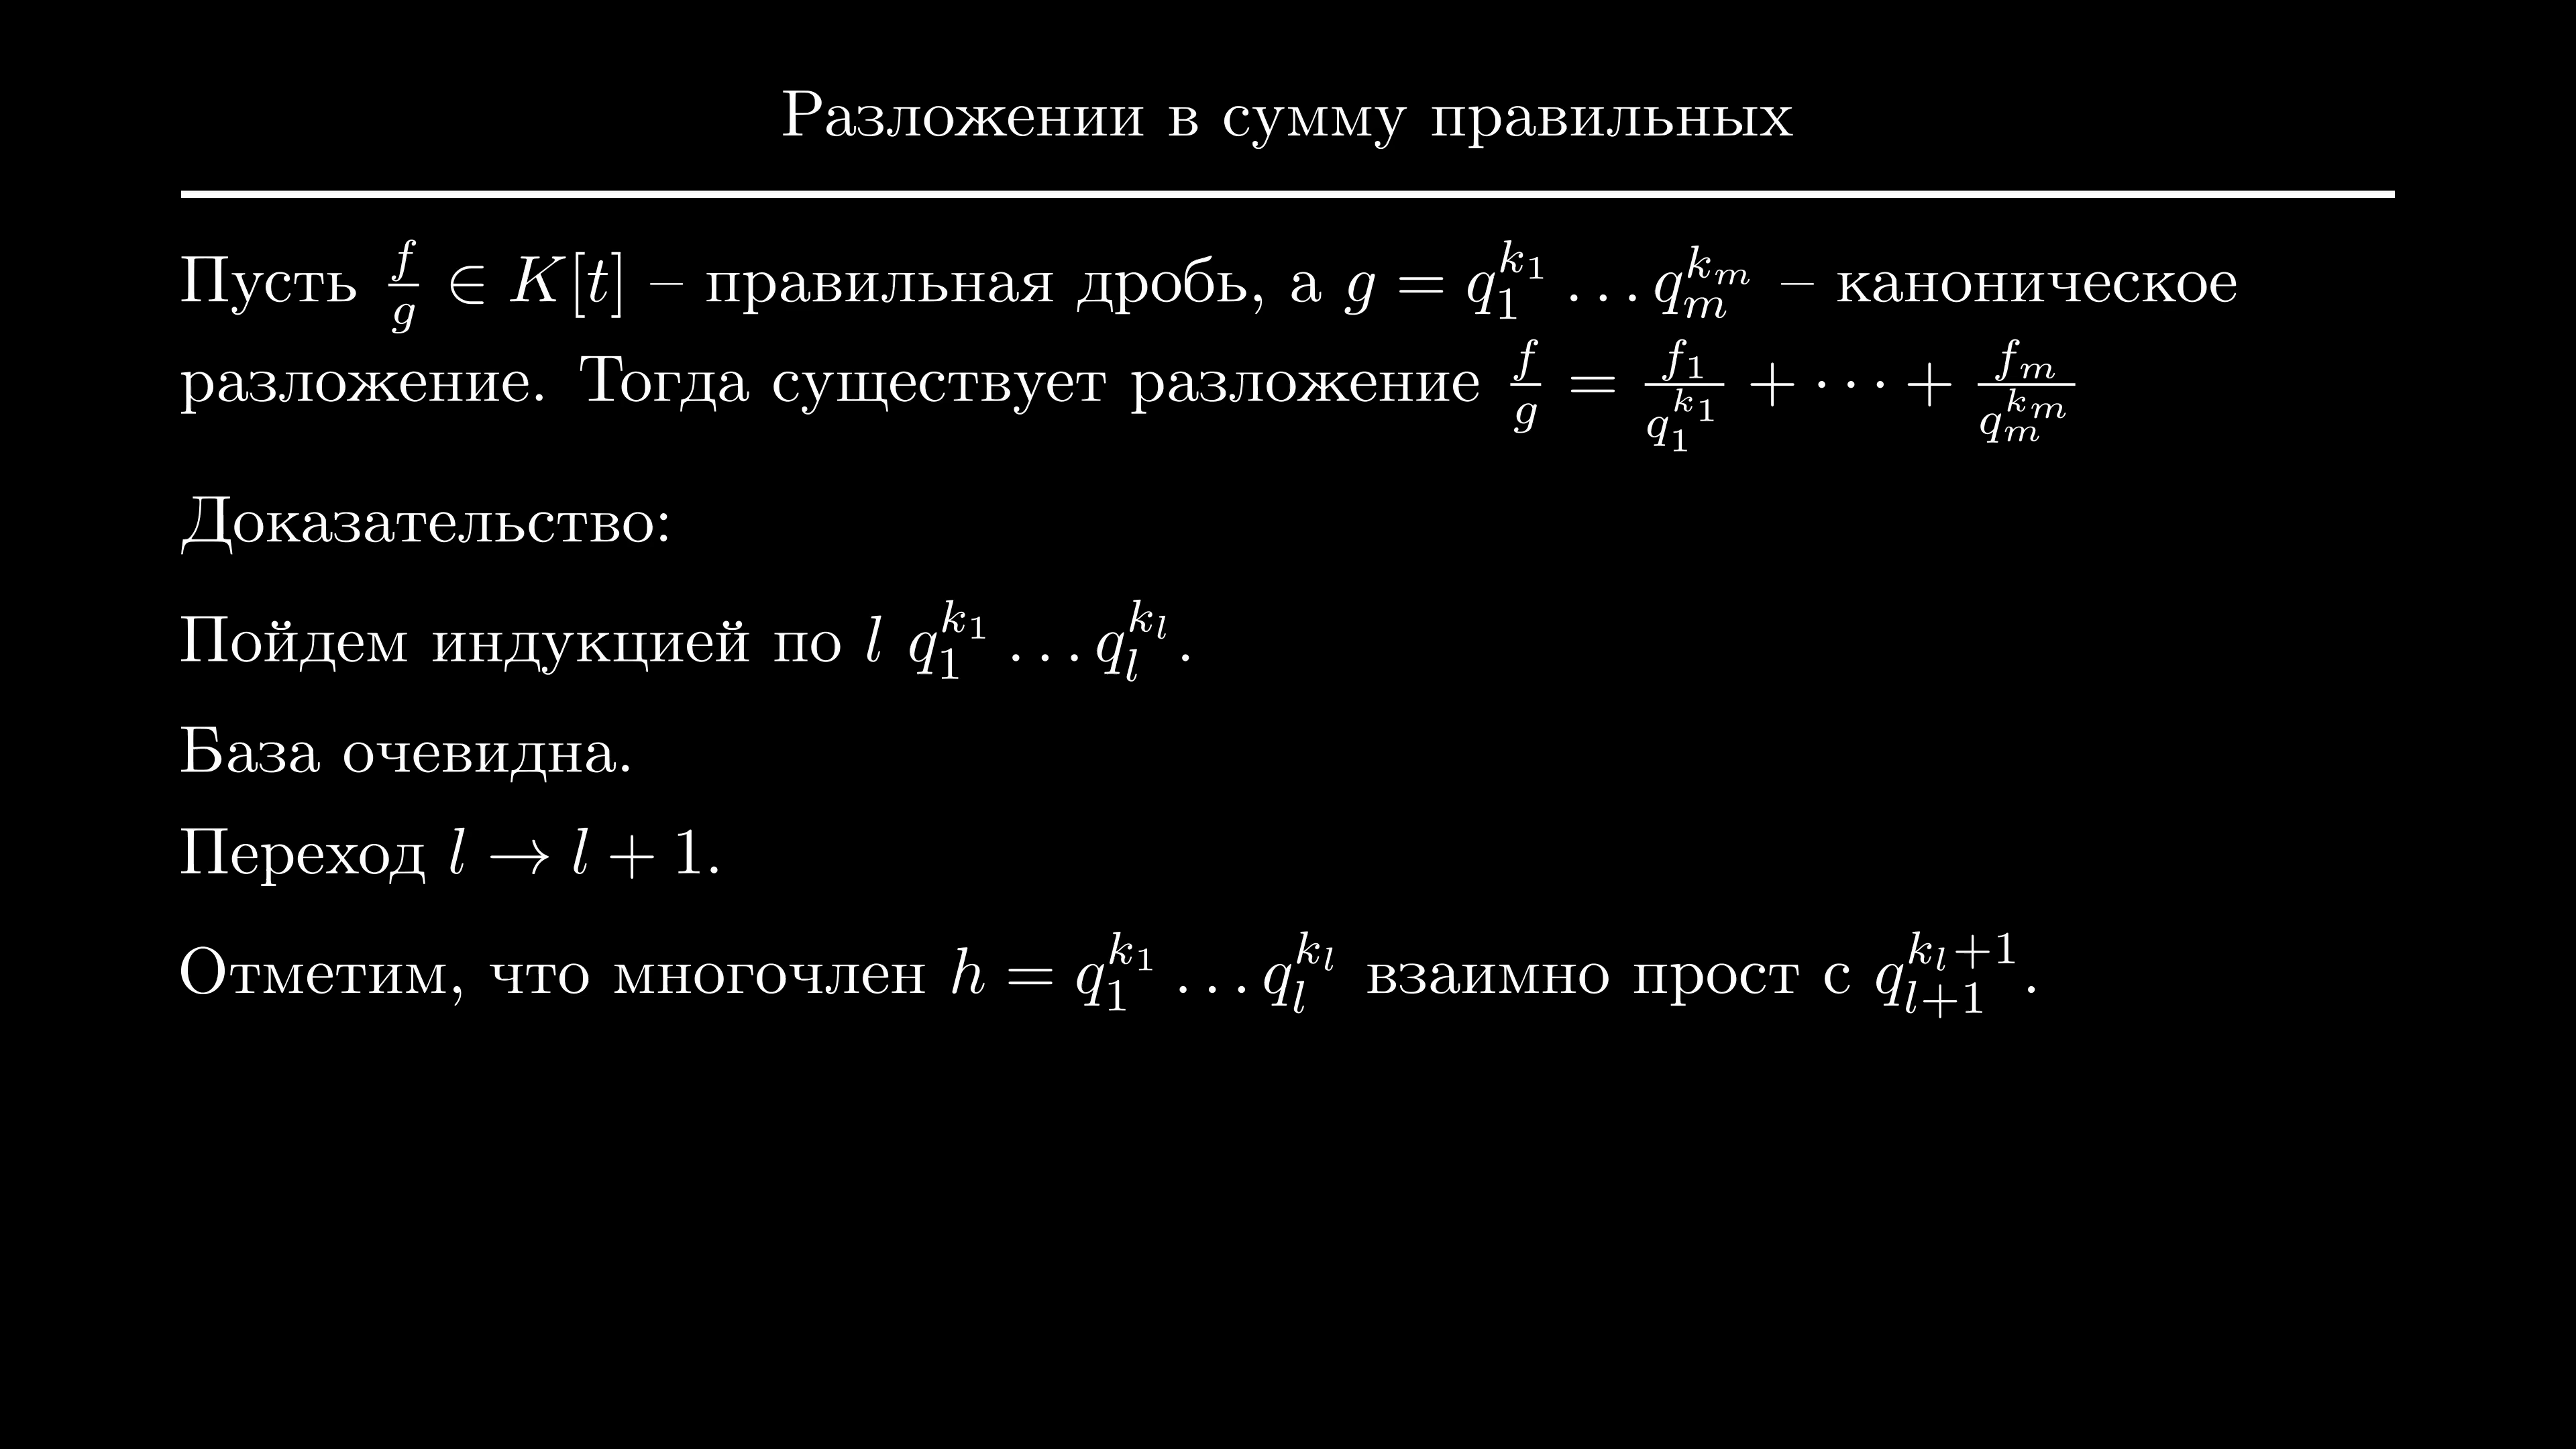 Разложении в сумму правильных
Пусть $\frac{f}{g} \in K[t]$ – правильная дробь, а $g = q_1^{k_1} \dots q_m^{k_m}$ – каноническое
разложение. Тогда существует разложение $\frac{f}{g} = \frac{f_1}{q_1^{k_1}} + \cdots + \frac{f_m}{q_m^{k_m}}$
Доказательство:
Пойдем индукцией по $l$ $q_1^{k_1} \dots q_l^{k_l}$.
База очевидна.
Переход $l \to l + 1$.
Отметим, что многочлен $h = q_1^{k_1} \dots q_l^{k_l}$ взаимно прост с $q_{l+1}^{k_l+1}$.